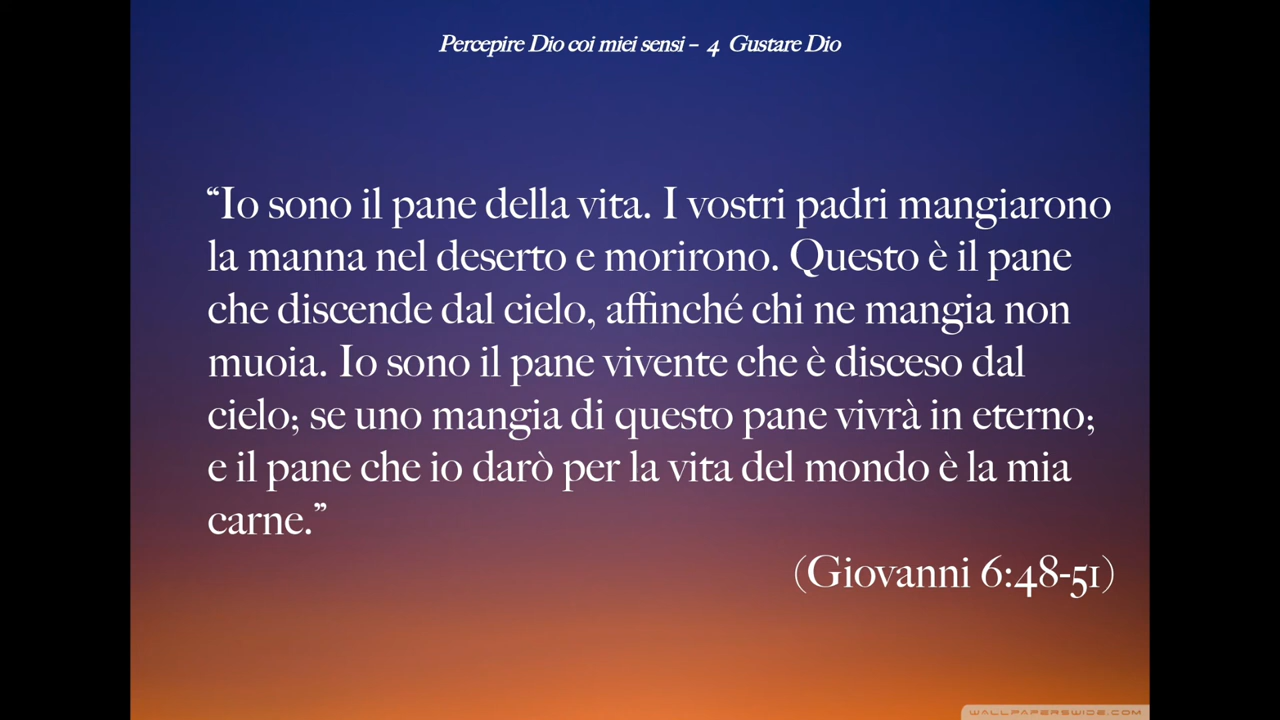 Percepire Dio coi miei sensi – 4 Gustare Dio
“Io sono il pane della vita. I vostri padri mangiarono
la manna nel deserto e morirono. Questo è il pane
che discende dal cielo, affinché chi ne mangia non
muoia. Io sono il pane vivente che è disceso dal
cielo; se uno mangia di questo pane vivrà in eterno;
e il pane che io darò per la vita del mondo è la mia
carne.”
(Giovanni 6:48-51)
WALLPAPERSWIDE.COM